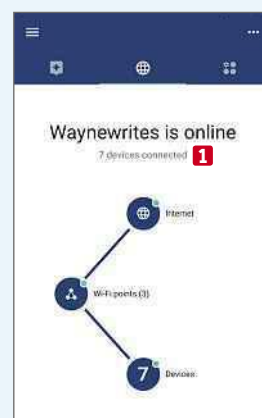 Waynewrites is online
7 devices connected 1
Internet
Wi-Fi points (3)
7 Devices